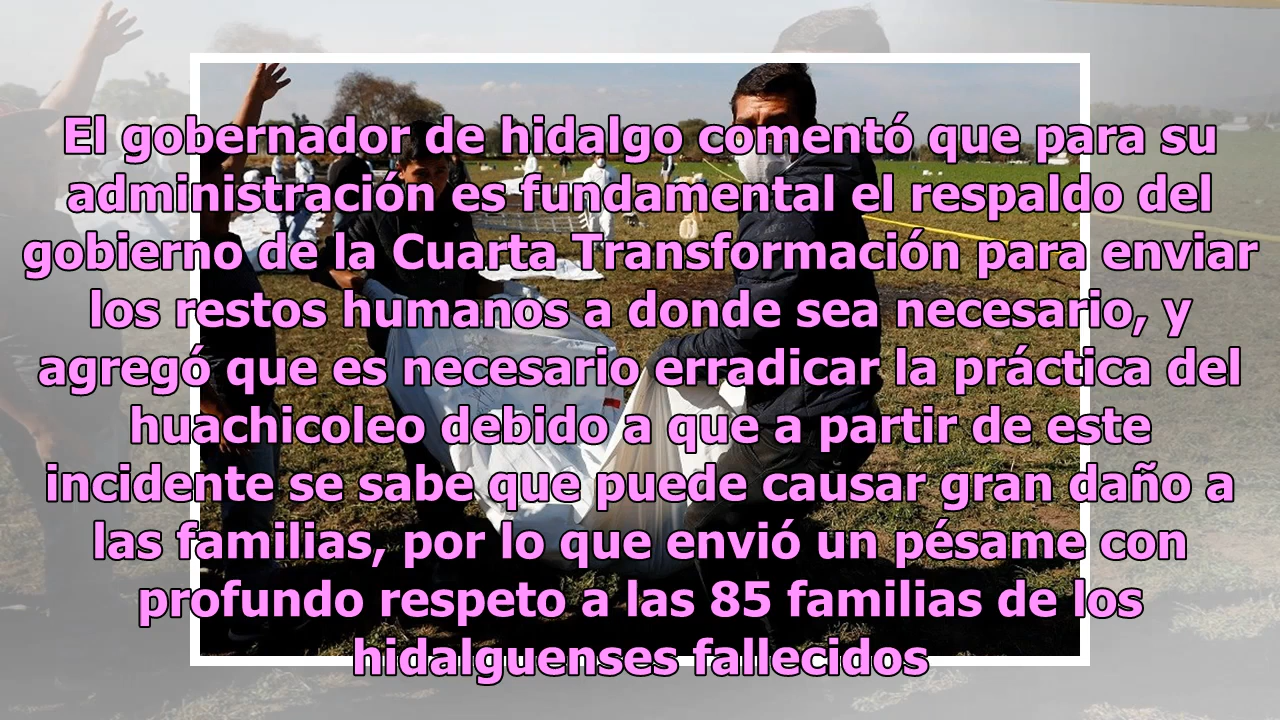 El gobernador de hidalgo comentó que para su
administración es fundamental el respaldo del
gobierno de la Cuarta Transformación para enviar
los restos humanos a donde sea necesario, y
agregó que es necesario erradicar la práctica del
huachicoleo debido a que a partir de este
incidente se sabe que puede causar gran daño a
las familias, por lo que envió un pésame con
profundo respeto a las 85 familias de los
hidalguenses fallecidos